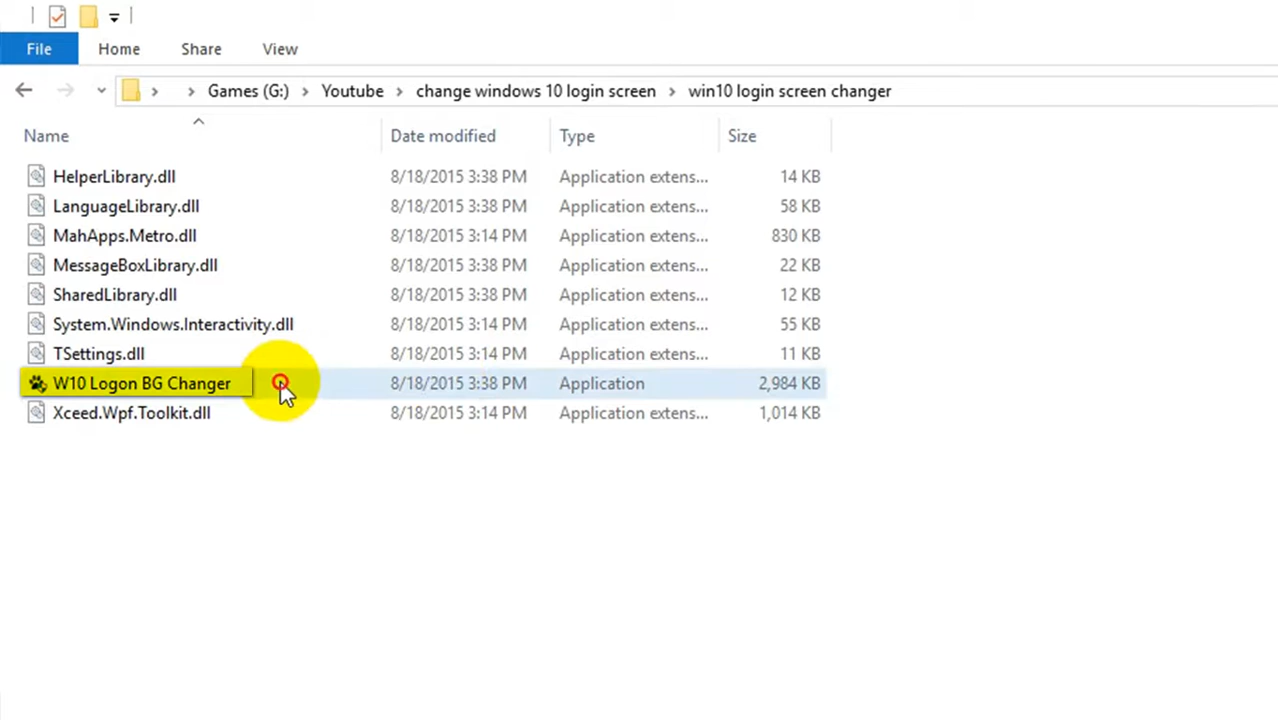 File Home Share View
Games (G:) Youtube change windows 10 login screen win10 login screen changer
Name Date modified Type Size
HelperLibrary.dll 8/18/2015 3:38 PM Application extens... 14 KB
LanguageLibrary.dll 8/18/2015 3:38 PM Application extens... 58 KB
MahApps.Metro.dll 8/18/2015 3:14 PM Application extens... 830 KB
MessageBoxLibrary.dll 8/18/2015 3:38 PM Application extens... 22 KB
SharedLibrary.dll 8/18/2015 3:38 PM Application extens... 12 KB
System.Windows.Interactivity.dll 8/18/2015 3:14 PM Application extens... 55 KB
TSettings.dll 8/18/2015 3:14 PM Application extens... 11 KB
W10 Logon BG Changer 8/18/2015 3:38 PM Application 2,984 KB
Xceed.Wpf.Toolkit.dll 8/18/2015 3:14 PM Application extens... 1,014 KB